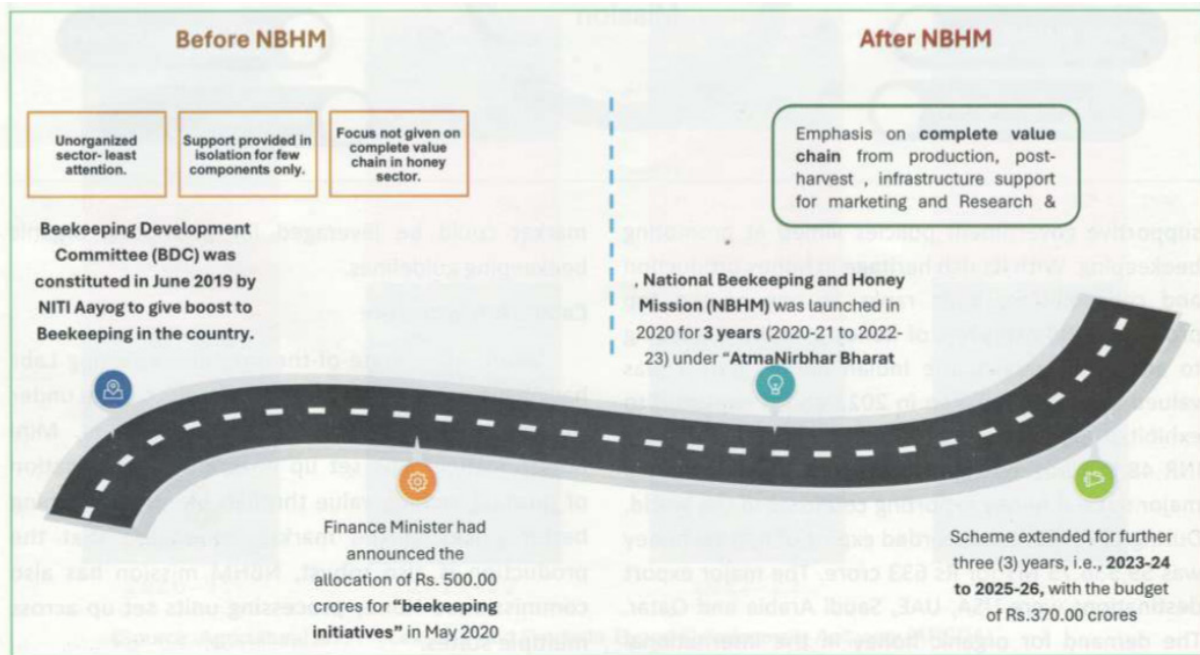 Before NBHM
After NBHM
Unorganized
sector- least
attention.
Support provided in
isolation for few
components only.
Focus not given on
complete value
chain in honey
sector.
Emphasis on complete value
chain from production, post-
harvest , infrastructure support
for marketing and Research &
Beekeeping Development
Committee (BDC) was
constituted in June 2019 by
NITI Aayog to give boost to
Beekeeping in the country.
, National Beekeeping and Honey
Mission (NBHM) was launched in
2020 for 3 years (2020-21 to 2022-
23) under “AtmaNirbhar Bharat
Finance Minister had
announced the
allocation of Rs. 500.00
crores for “beekeeping
initiatives” in May 2020
Scheme extended for further
three (3) years, i.e., 2023-24
to 2025-26, with the budget
of Rs.370.00 crores